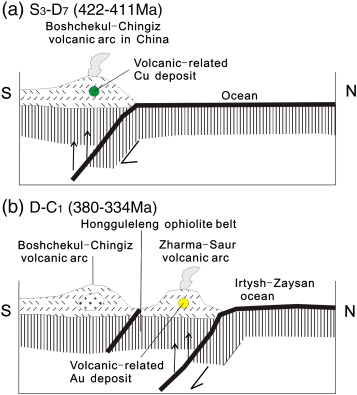 (a) S3-D7 (422-411Ma)
Boshchekul-Chingiz
volcanic arc in China
Volcanic-related
Cu deposit
S
N
Ocean
(b) D-C1 (380-334Ma)
Honggguleleng ophiolite belt
Boshchekul-Chingiz
volcanic arc
Zharma-Saur
volcanic arc
Irtysh-Zaysan
ocean
S
N
Volcanic-related
Au deposit